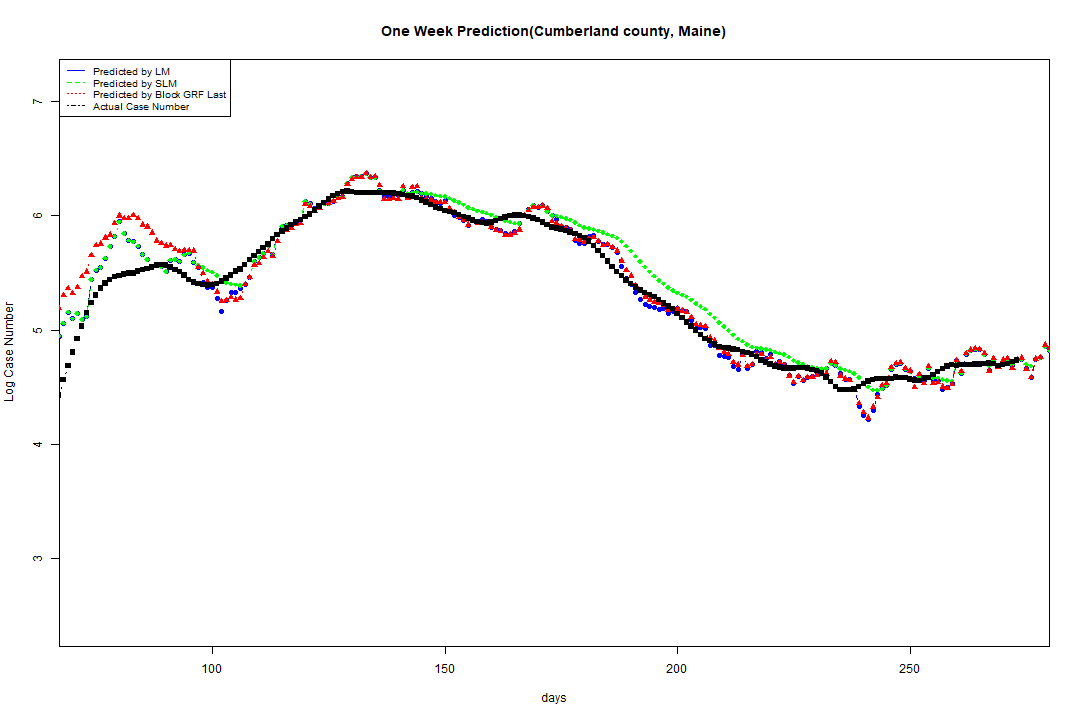 One Week Prediction(Cumberland county, Maine)
Predicted by LM
Predicted by SLM
Predicted by Block GRF Last
Actual Case Number
7
6
5
4
3
Log Case Number
100 150 200 250
days